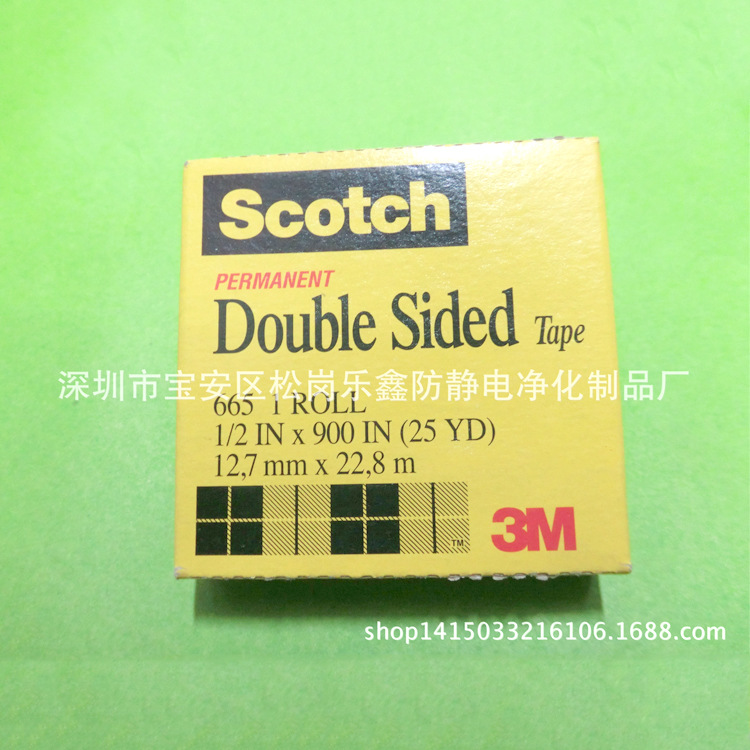 Scotch
PERMANENT
Double Sided Tape
深圳市宝安区松岗乐鑫防静电净化制品厂
665 1 ROLL
1/2 IN x 900 IN (25 YD)
12,7 mm x 22,8 m
TM
3M
shop1415033216106.1688.com